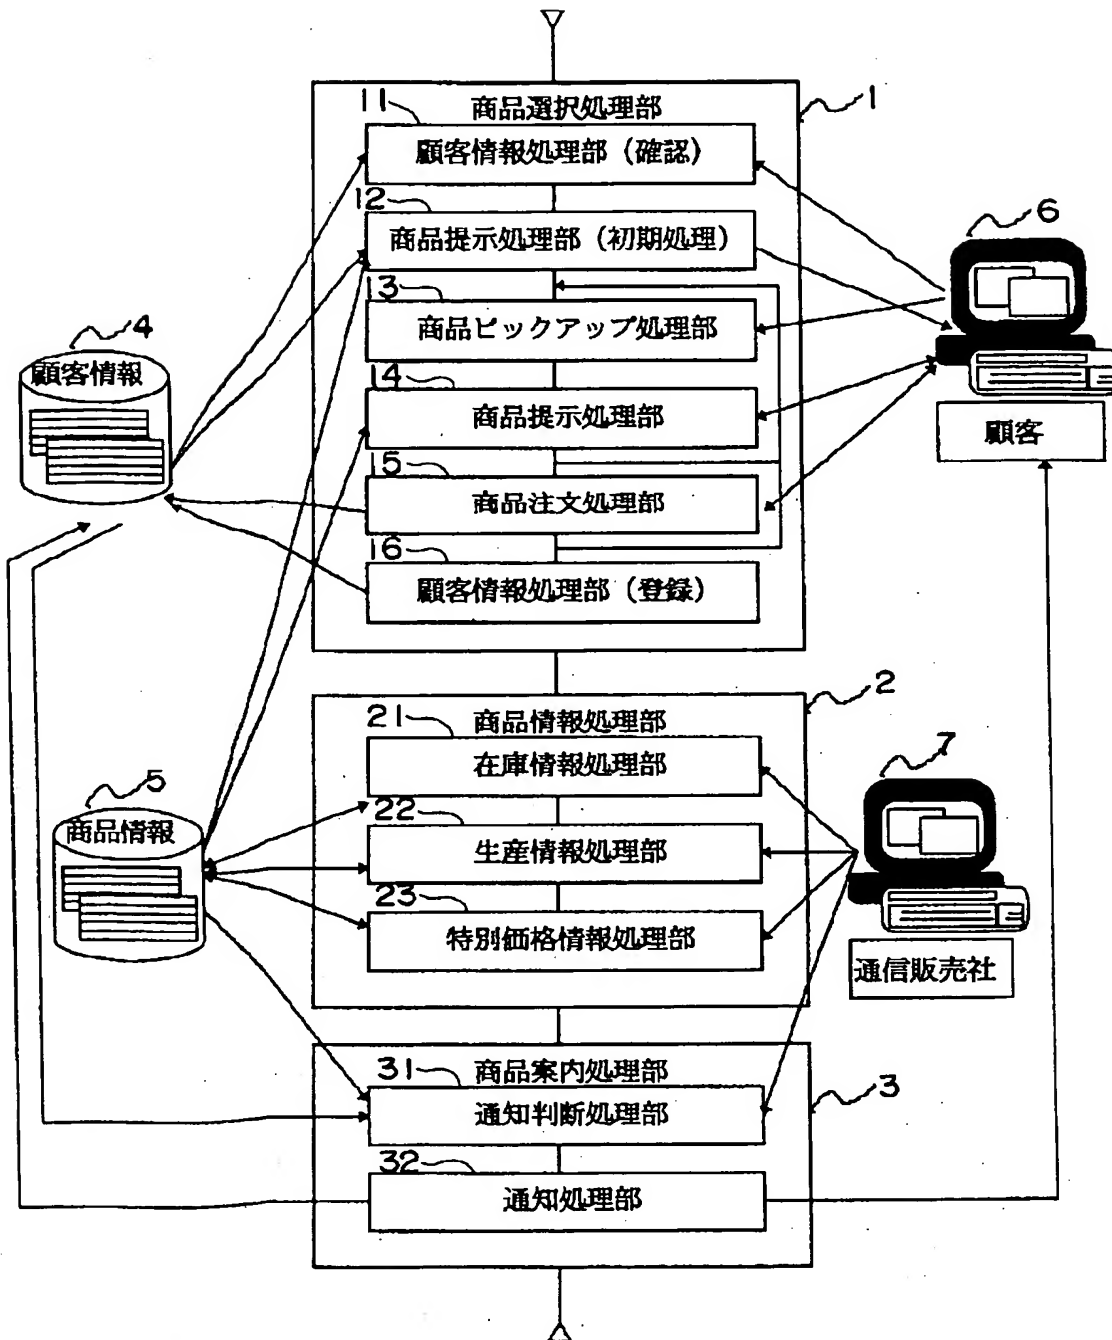 商品選択処理部
1
11
顧客情報処理部（確認）
12
商品提示処理部（初期処理）
13
商品ピックアップ処理部
14
商品提示処理部
15
商品注文処理部
16
顧客情報処理部（登録）
4
顧客情報
6
顧客
2
商品情報処理部
21
在庫情報処理部
22
生産情報処理部
23
特別価格情報処理部
5
商品情報
7
通信販売社
3
商品案内処理部
31
通知判断処理部
32
通知処理部